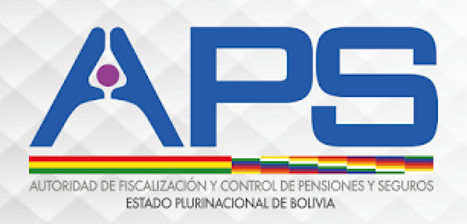 APS
AUTORIDAD DE FISCALIZACIÓN Y CONTROL DE PENSIONES Y SEGUROS
ESTADO PLURINACIONAL DE BOLIVIA